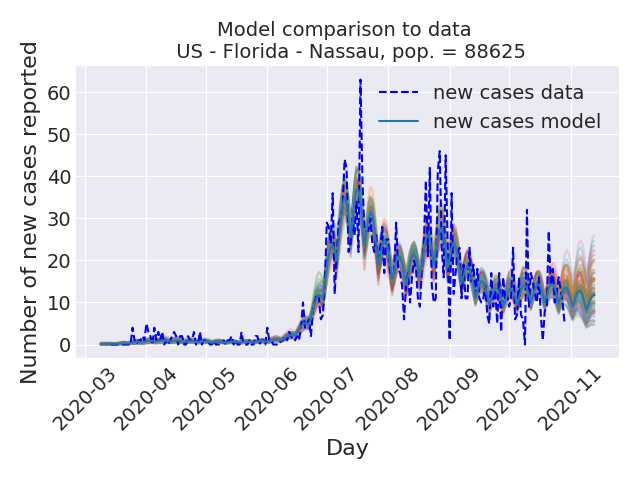 Model comparison to data
US - Florida - Nassau, pop. = 88625
Number of new cases reported
60
50
40
30
20
10
0
new cases data
new cases model
2020-03
2020-04
2020-05
2020-06
2020-07
2020-08
2020-09
2020-10
2020-11
Day